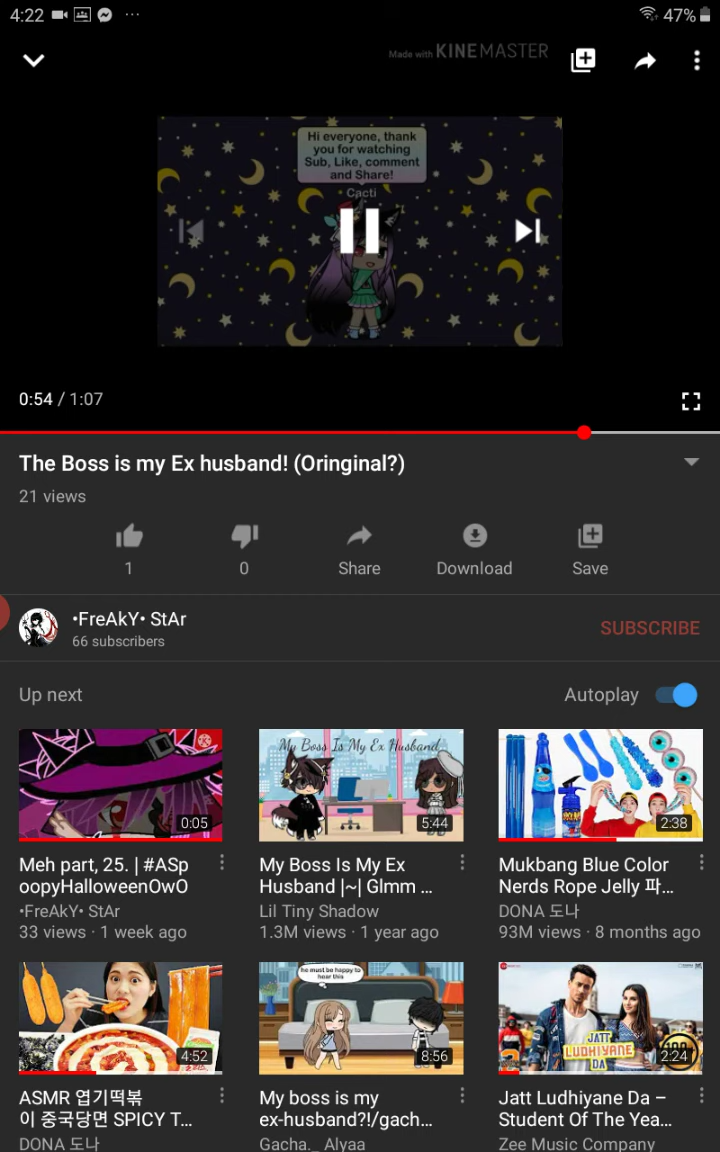 4:22
47%
Made with KINEMASTER
Hi everyone, thank
you for watching
Sub, Like, comment
and Share!
Cacti
0:54 / 1:07
The Boss is my Ex husband! (Oringinal?)
21 views
1
0
Share
Download
Save
•FreAkY• StAr
66 subscribers
SUBSCRIBE
Up next
Autoplay
0:05
My Boss Is My Ex Husband
5:44
2:38
Meh part, 25. | #ASp
oopyHalloweenOwO
•FreAkY• StAr
33 views · 1 week ago
My Boss Is My Ex
Husband |~| Glmm ...
Lil Tiny Shadow
1.3M views · 1 year ago
Mukbang Blue Color
Nerds Rope Jelly 파...
DONA 도나
93M views · 8 months ago
4:52
he must be happy to
hear this
8:56
JATT
LUDHIYANE
DA
2:24
ASMR 엽기떡볶
이 중국당면 SPICY T...
DONA 도나
My boss is my
ex-husband?!/gach...
Gacha._ Alyaa
Jatt Ludhiyane Da –
Student Of The Yea...
Zee Music Company